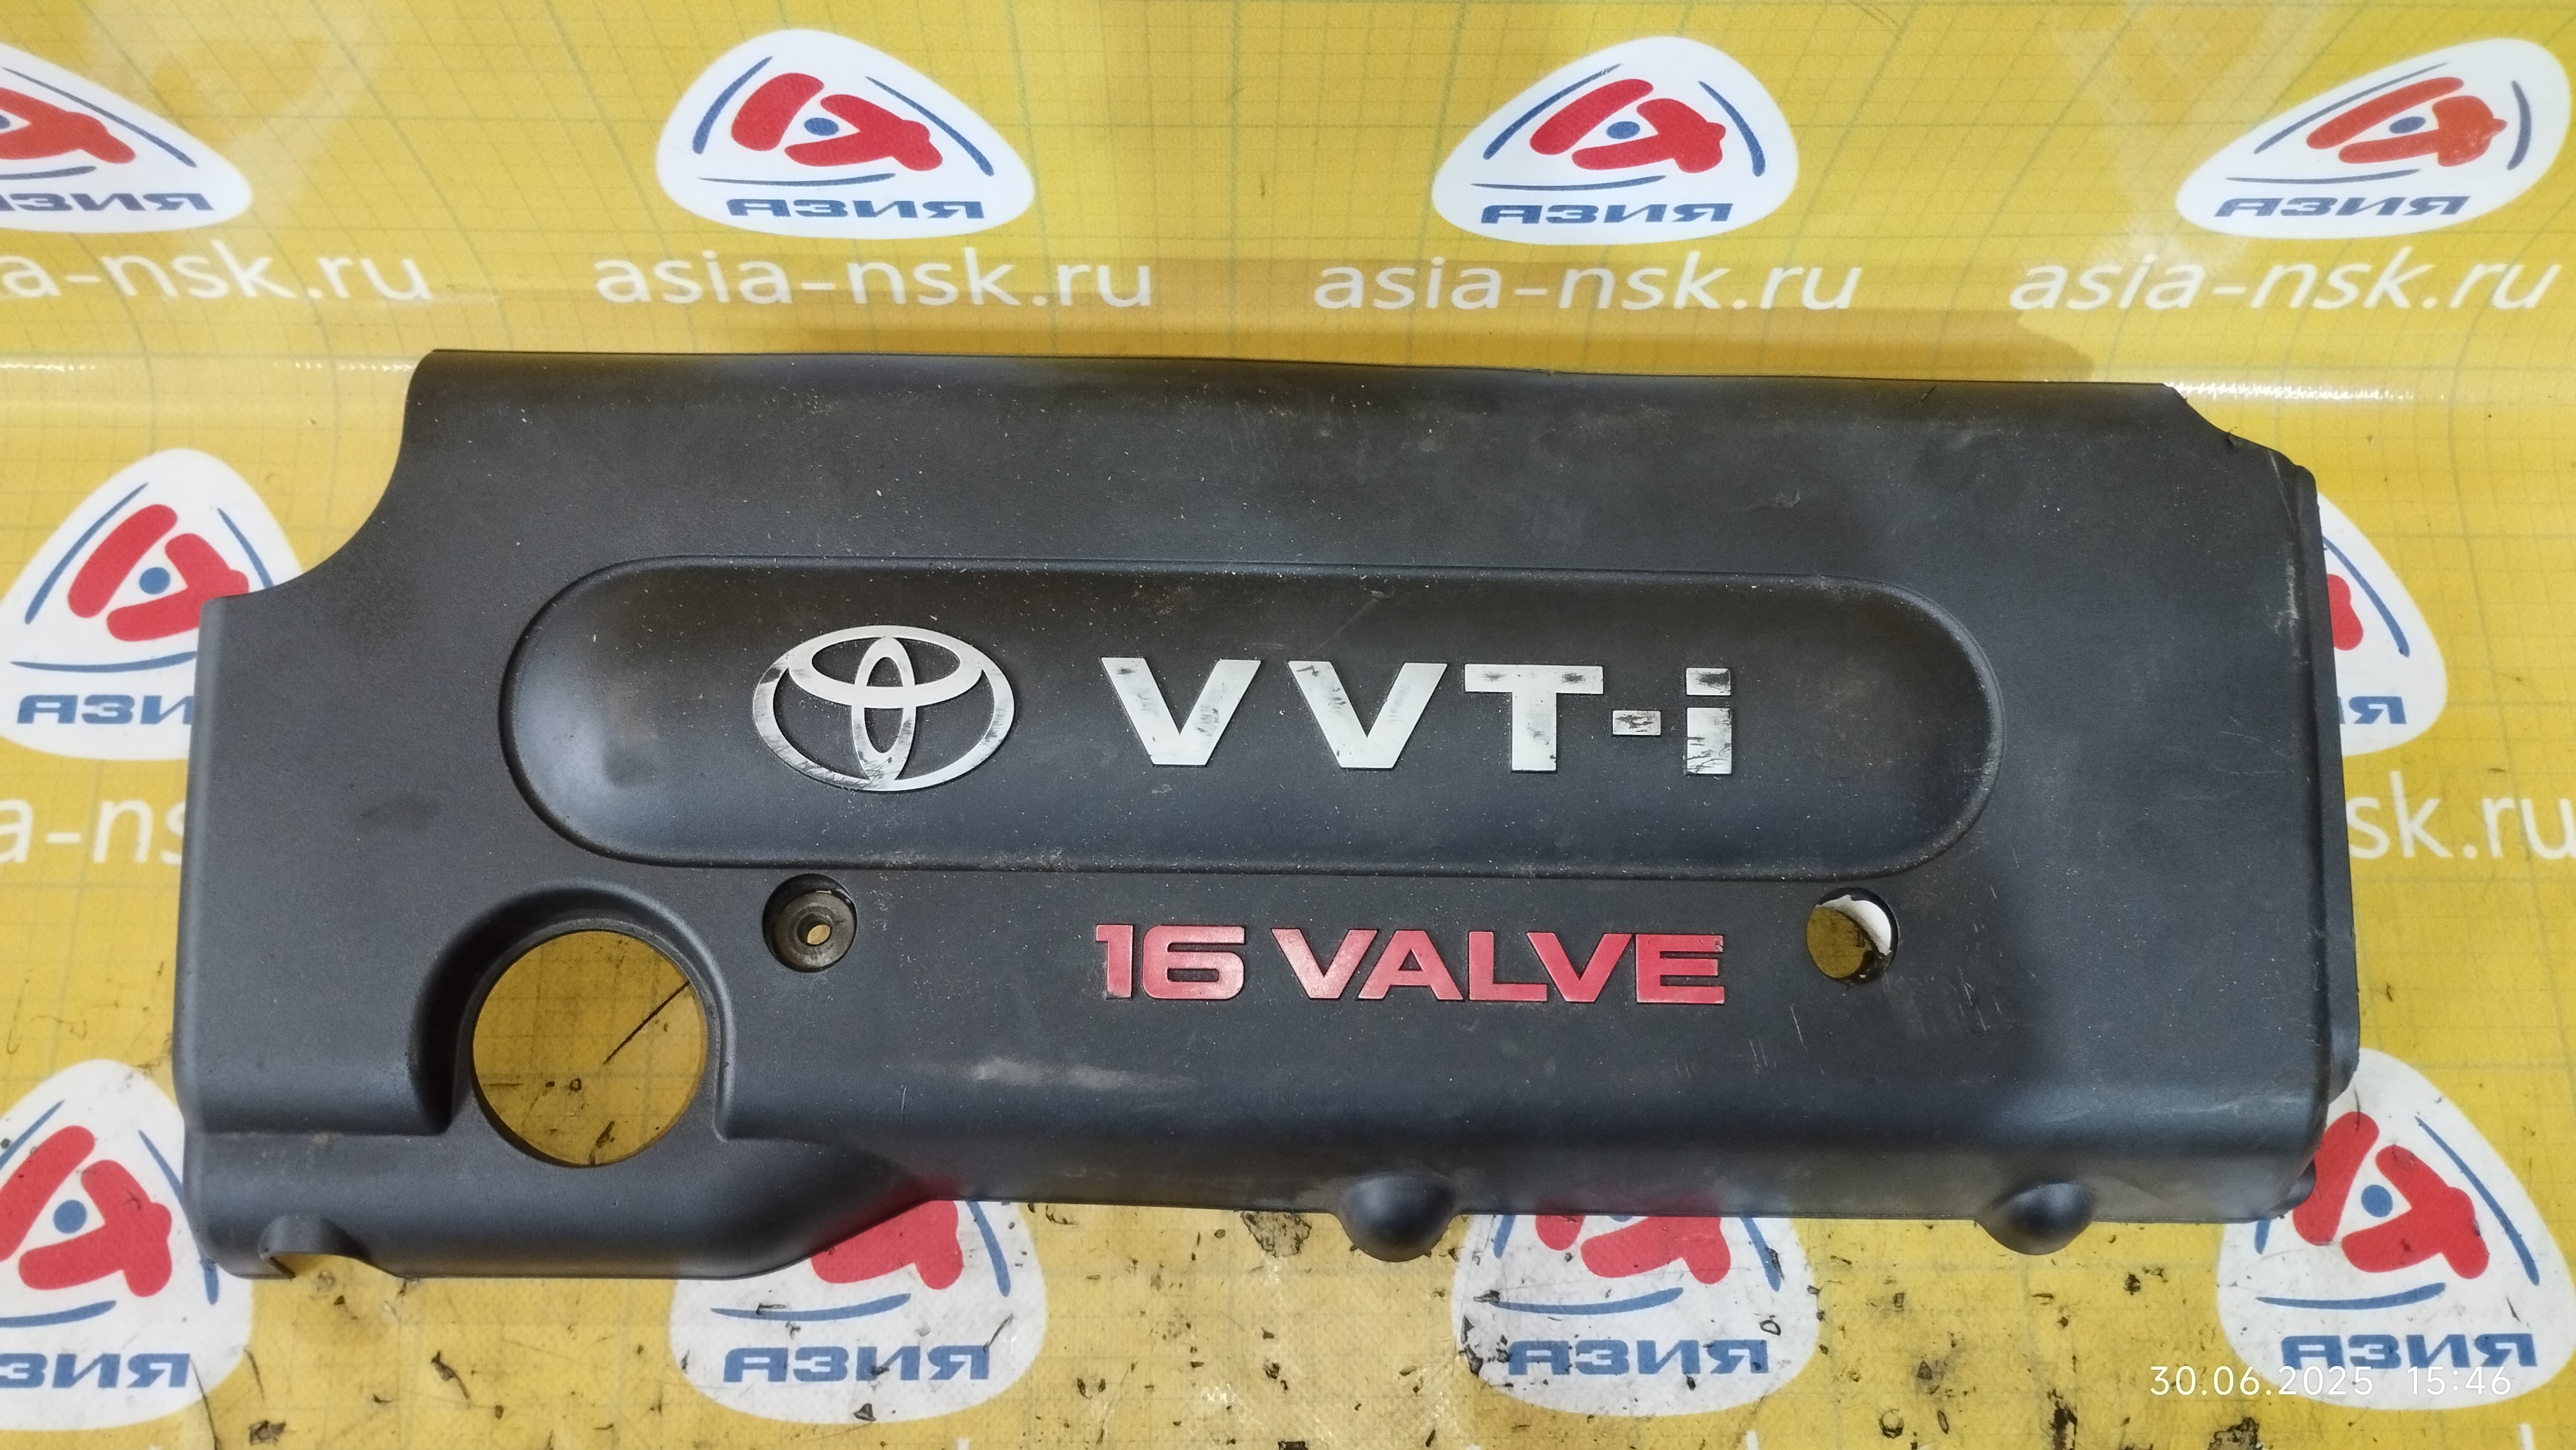 АЗИЯ АЗИЯ АЗИЯ АЗИЯ
a-nsk.ru asia-nsk.ru asia-nsk.ru asia-nsk.ru
VVT-i
16 VALVE
АЗИЯ АЗИЯ АЗИЯ АЗИЯ
30.06.2025 15:46